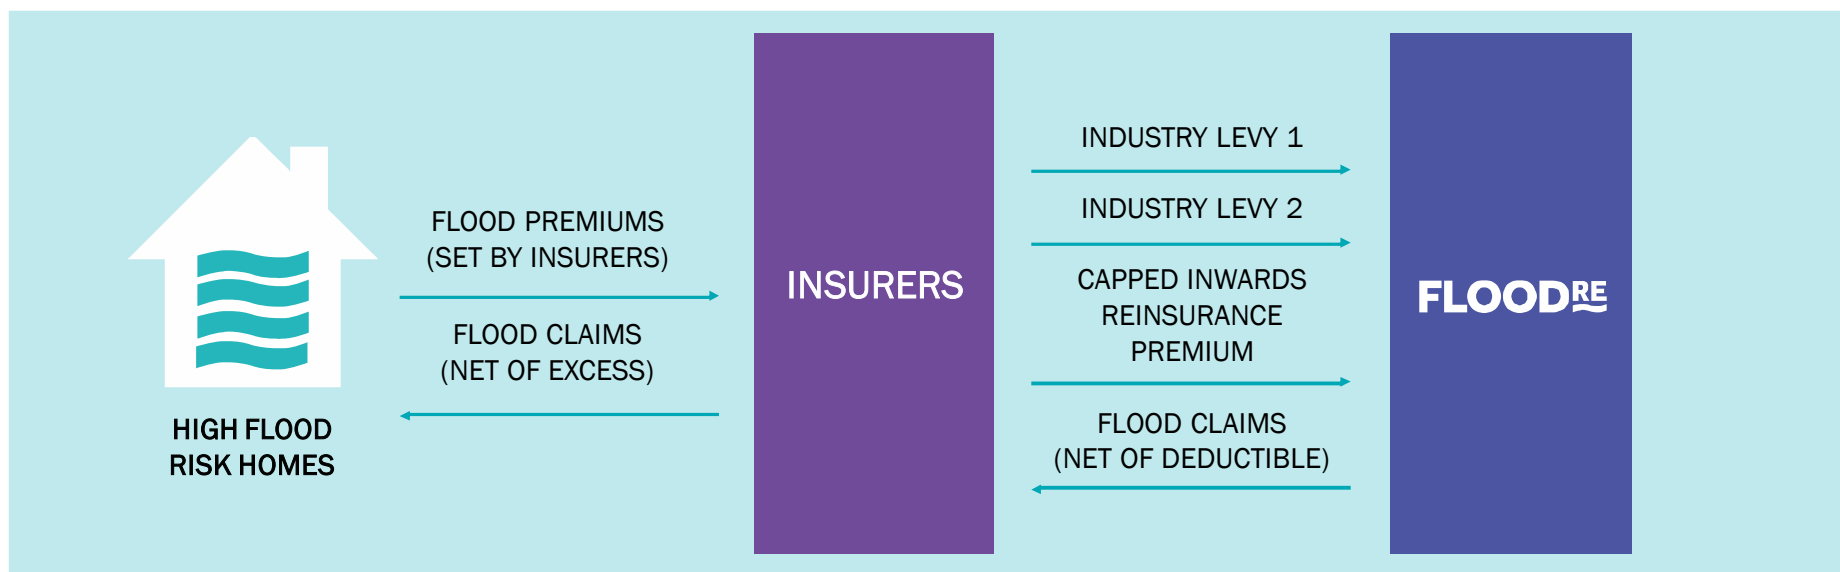 HIGH FLOOD
RISK HOMES
FLOOD PREMIUMS
(SET BY INSURERS)
FLOOD CLAIMS
(NET OF EXCESS)
INSURERS
INDUSTRY LEVY 1
INDUSTRY LEVY 2
CAPPED INWARDS
REINSURANCE
PREMIUM
FLOOD CLAIMS
(NET OF DEDUCTIBLE)
FLOODRE